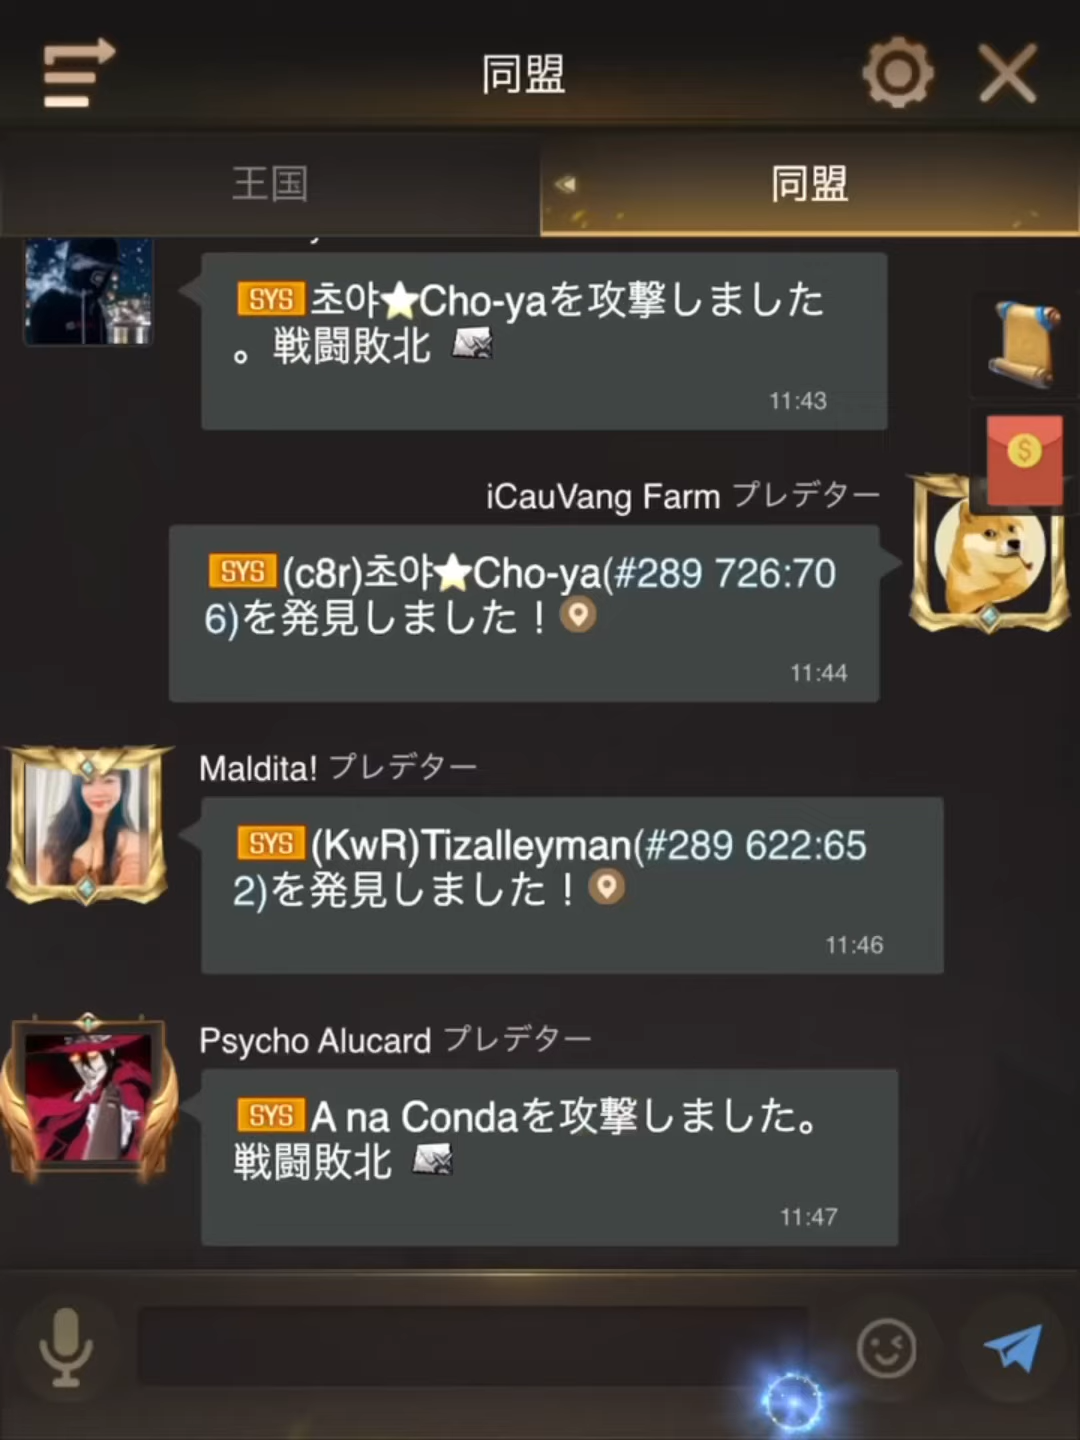 同盟
王国
同盟
SYS 초야⭐Cho-yaを攻撃しました
。戦闘敗北
11:43
iCauVang Farm プレデター
SYS (c8r)초야⭐Cho-ya(#289 726:70
6)を発見しました！
11:44
Maldita! プレデター
SYS (KwR)Tizalleyman(#289 622:65
2)を発見しました！
11:46
Psycho Alucard プレデター
SYS A na Condaを攻撃しました。
戦闘敗北
11:47